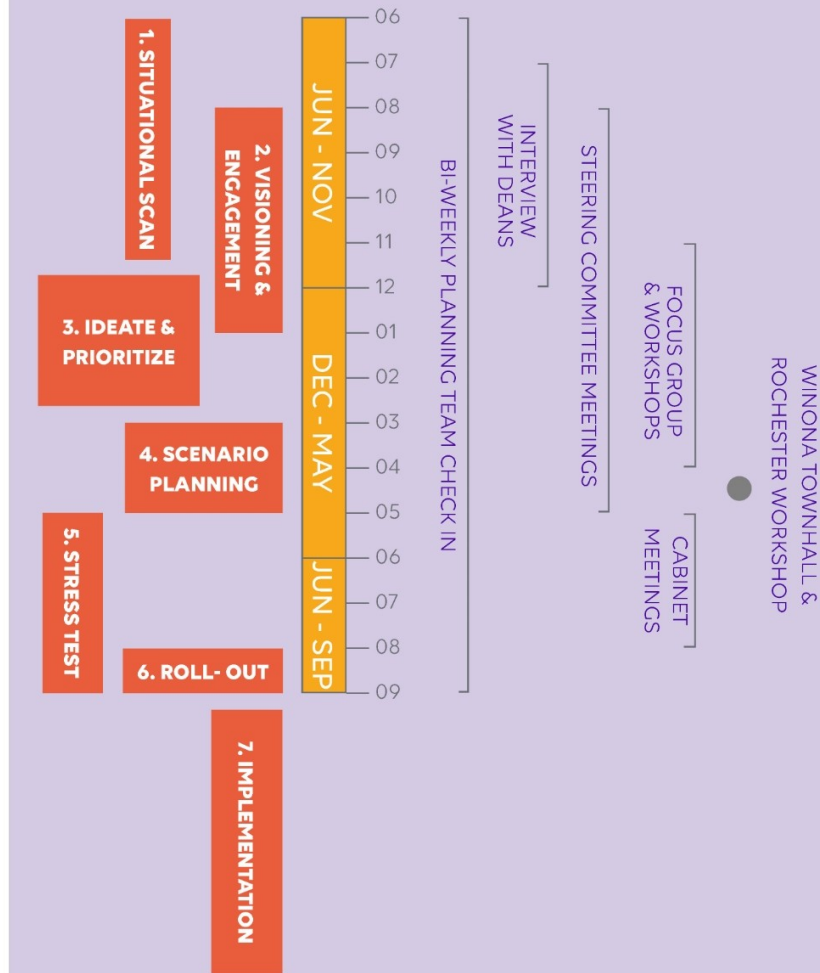 1. SITUATIONAL SCAN
2. VISIONING &
ENGAGEMENT
3. IDEATE &
PRIORITIZE
4. SCENARIO
PLANNING
5. STRESS TEST
6. ROLL- OUT
7. IMPLEMENTATION
JUN - NOV
DEC - MAY
JUN - SEP
06
07
08
09
10
11
12
01
02
03
04
05
06
07
08
09
BI-WEEKLY PLANNING TEAM CHECK IN
INTERVIEW
WITH DEANS
STEERING COMMITTEE MEETINGS
FOCUS GROUP
& WORKSHOPS
CABINET
MEETINGS
WINONA TOWNHALL &
ROCHESTER WORKSHOP